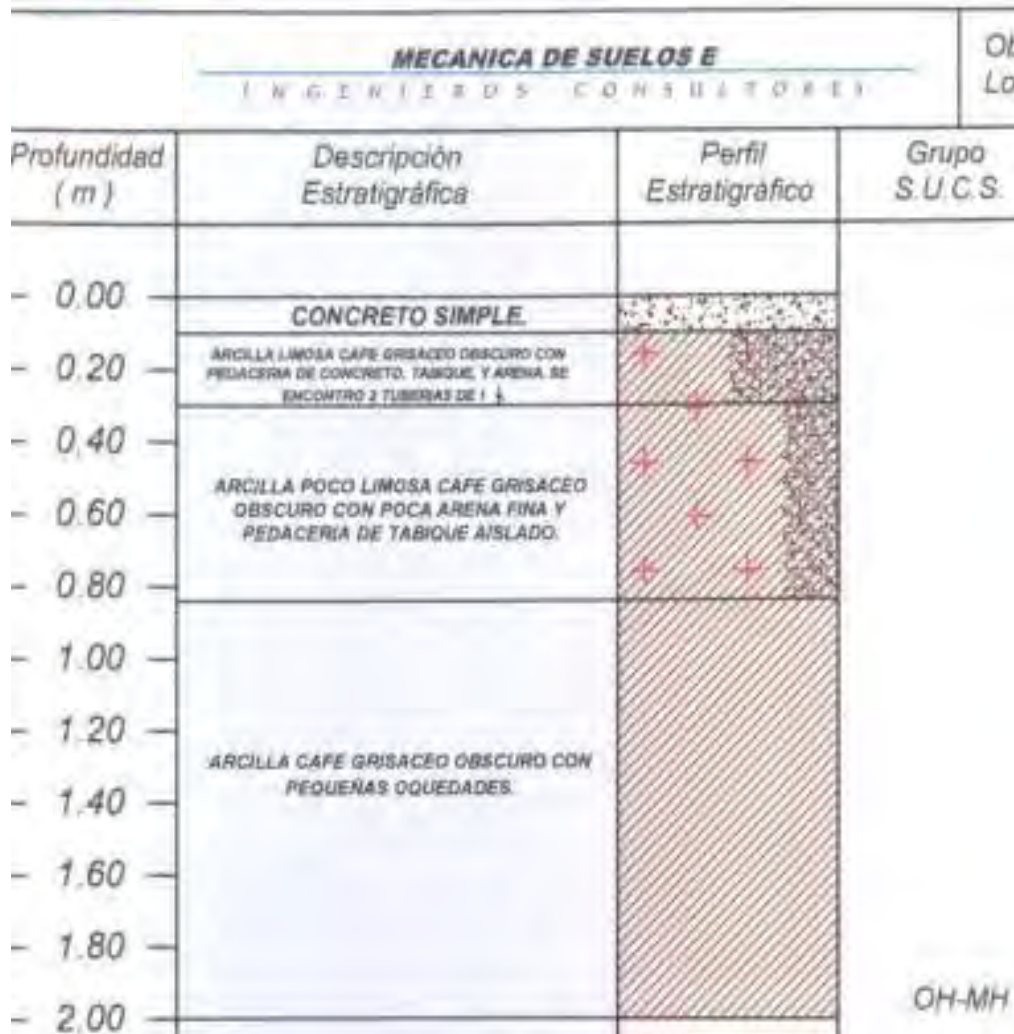 MECANICA DE SUELOS E
INGENIEROS CONSULTORES
Ob
Lo
Profundidad
( m )
Descripción
Estratigráfica
Perfil
Estratigráfico
Grupo
S.U.C.S.
0.00
CONCRETO SIMPLE.
0.20
ARCILLA LIMOSA CAFE GRISACEO OBSCURO CON
PEDACERIA DE CONCRETO, TABIQUE, Y ARENA. SE
ENCONTRO 2 TUBERIAS DE 1
0.40
0.60
ARCILLA POCO LIMOSA CAFE GRISACEO
OBSCURO CON POCA ARENA FINA Y
PEDACERIA DE TABIQUE AISLADO.
0.80
1.00
1.20
ARCILLA CAFE GRISACEO OBSCURO CON
PEQUEÑAS OQUEDADES.
1.40
1.60
1.80
2.00
OH-MH